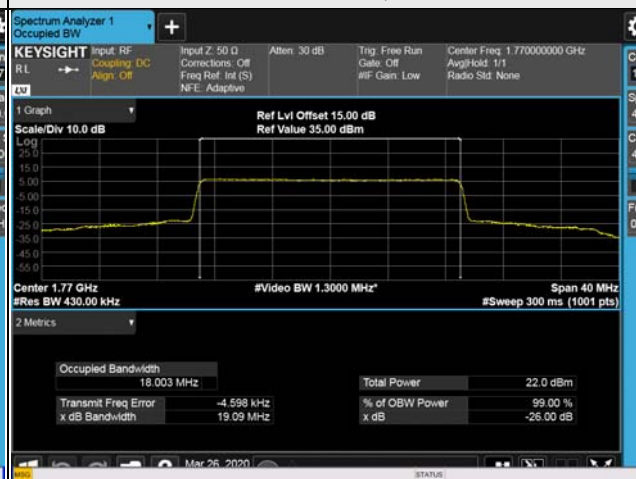 Spectrum Analyzer 1
Occupied BW
KEYSIGHT
RL
LXI
Input: RF
Coupling: DC
Align: Off
Input Z: 50 Ω
Corrections: Off
Freq Ref: Int (S)
NFE: Adaptive
Atten: 30 dB
Trig: Free Run
Gate: Off
#IF Gain: Low
Center Freq: 1.770000000 GHz
Avg|Hold: 1/1
Radio Std: None
1 Graph
Scale/Div 10.0 dB
Ref Lvl Offset 15.00 dB
Ref Value 35.00 dBm
Log
25.0
15.0
5.00
-5.00
-15.0
-25.0
-35.0
-45.0
-55.0
Center 1.77 GHz
#Video BW 1.3000 MHz*
Span 40 MHz
#Res BW 430.00 kHz
#Sweep 300 ms (1001 pts)
2 Metrics
Occupied Bandwidth
18.003 MHz
Total Power 22.0 dBm
Transmit Freq Error -4.598 kHz
% of OBW Power 99.00 %
x dB Bandwidth 19.09 MHz
x dB -26.00 dB
Mar 26, 2020
MSG
STATUS